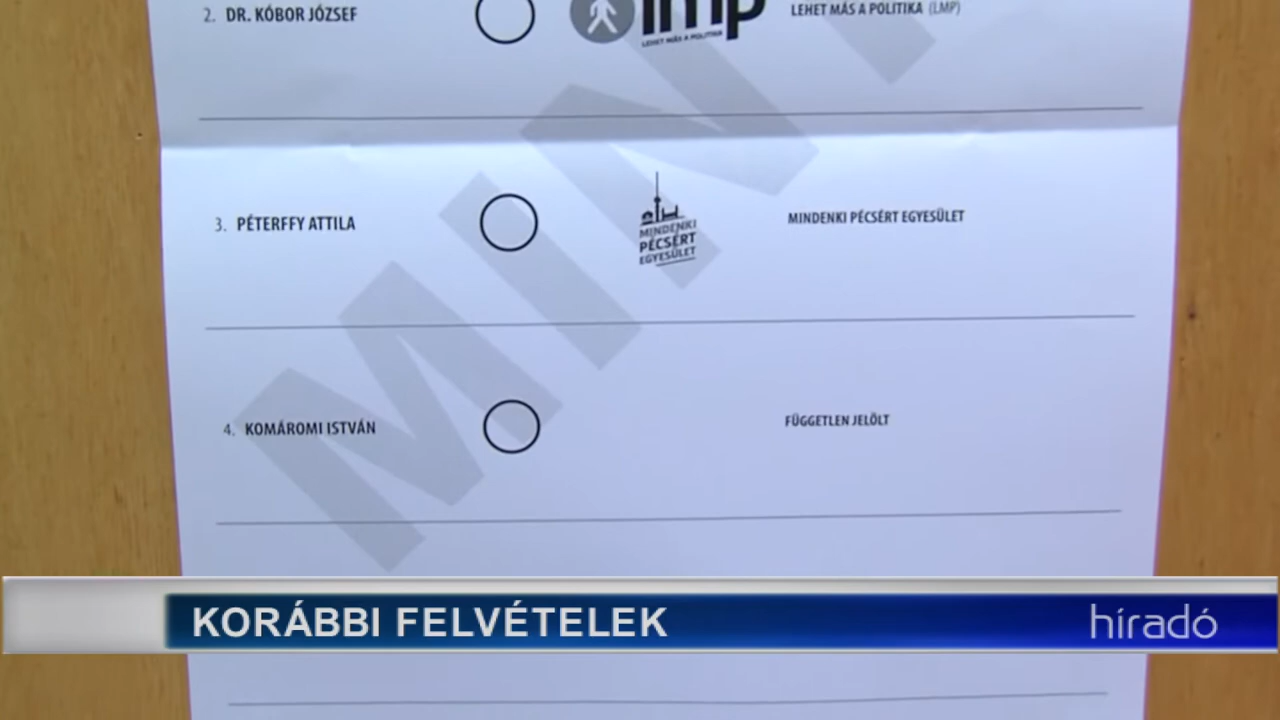 2. DR. KÓBOR JÓZSEF
lmp
LEHET MÁS A POLITIKA
LEHET MÁS A POLITIKA (LMP)
3. PÉTERFFY ATTILA
MINDENKI
PÉCSÉRT
EGYESÜLET
MINDENKI PÉCSÉRT EGYESÜLET
4. KOMÁROMI ISTVÁN
FÜGGETLEN JELÖLT
KORÁBBI FELVÉTELEK
híradó